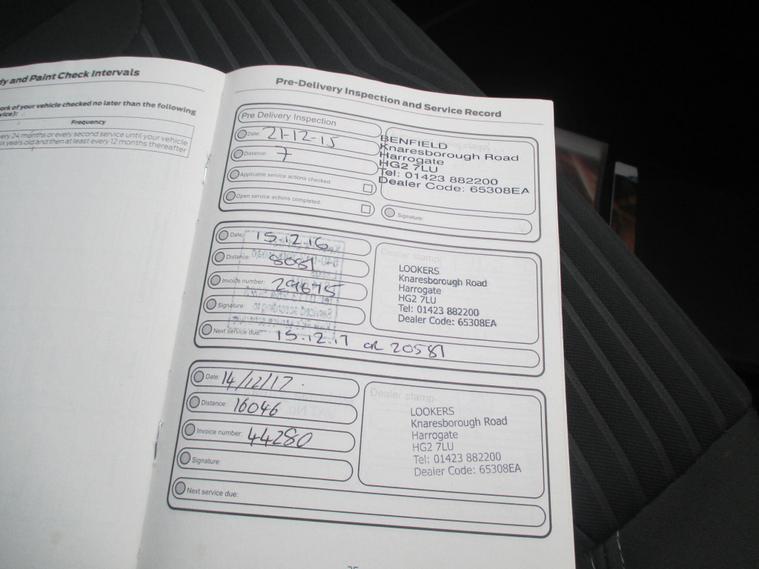 dy and Paint Check Intervals
ork of your vehicle checked no later than the following
vice):
Frequency
ery 24 months or every second service until your vehicle
x years old and then at least every 12 months thereafter
Pre-Delivery Inspection and Service Record
Pre Delivery Inspection
Date: 21-12-15
Distance: 7
Applicable service actions checked:
Open service actions completed:
BENFIELD
Knaresborough Road
Harrogate
HG2 7LU
Tel: 01423 882200
Dealer Code: 65308EA
Signature:
Date: 15.12.16
Distance: 8081
Invoice number: 29695
Signature:
Next service due: 15.12.17 or 20581
Dealer stamp
LOOKERS
Knaresborough Road
Harrogate
HG2 7LU
Tel: 01423 882200
Dealer Code: 65308EA
Date: 14/12/17.
Distance: 16046
Invoice number: 44280
Signature:
Next service due:
Dealer stamp
LOOKERS
Knaresborough Road
Harrogate
HG2 7LU
Tel: 01423 882200
Dealer Code: 65308EA